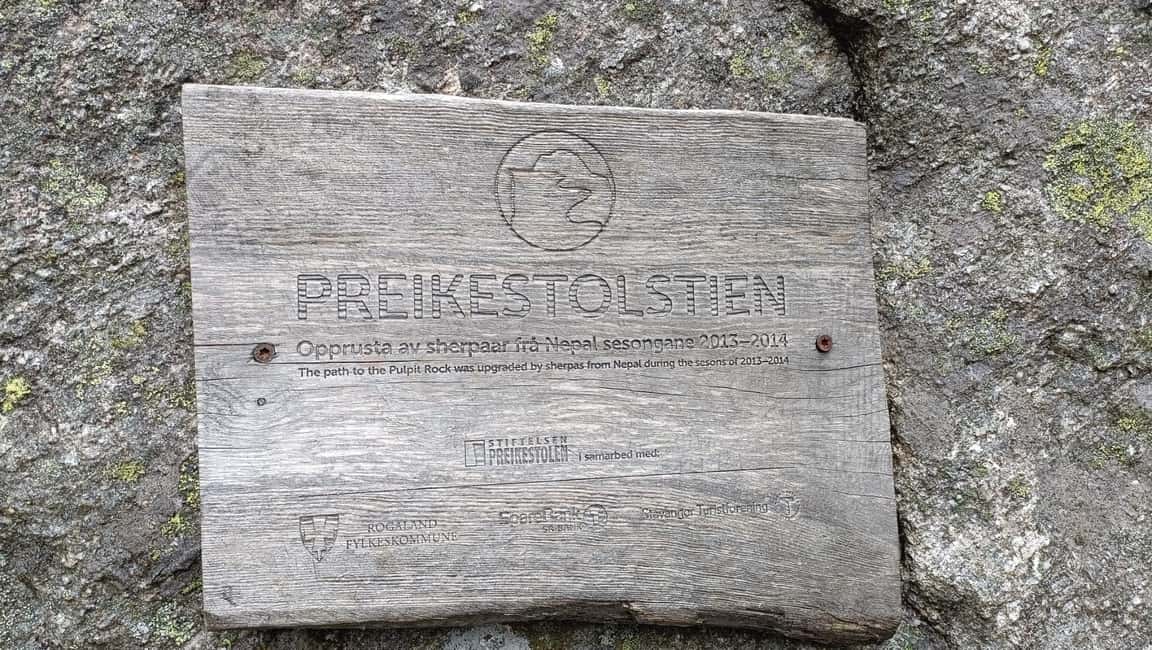 PREIKESTOLSTIEN
Opprusta av sherpaar frå Nepal sesongane 2013–2014
The path to the Pulpit Rock was upgraded by sherpas from Nepal during the sesons of 2013–2014
STIFTELSEN
PREIKESTOLEN
i samarbeid med:
ROGALAND
FYLKESKOMMUNE
SpareBank
Stavanger Turistforening